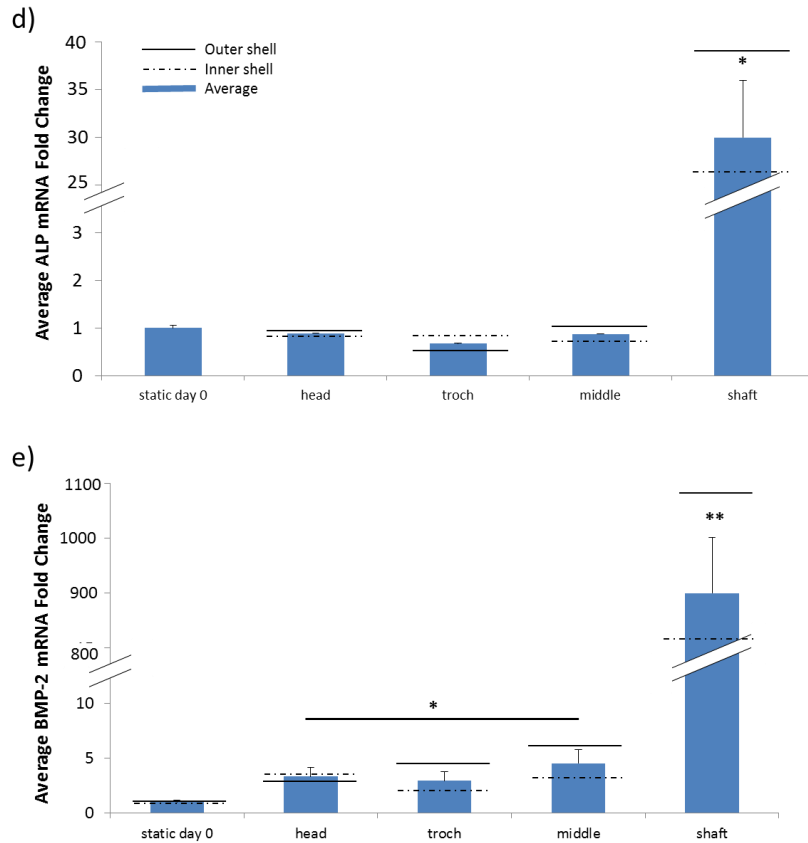 d)
Average ALP mRNA Fold Change
40
35
30
25
3
2
1
0
Outer shell
Inner shell
Average
*
static day 0 head troch middle shaft
e)
Average BMP-2 mRNA Fold Change
1100
1000
900
800
10
5
0
*
**
static day 0 head troch middle shaft